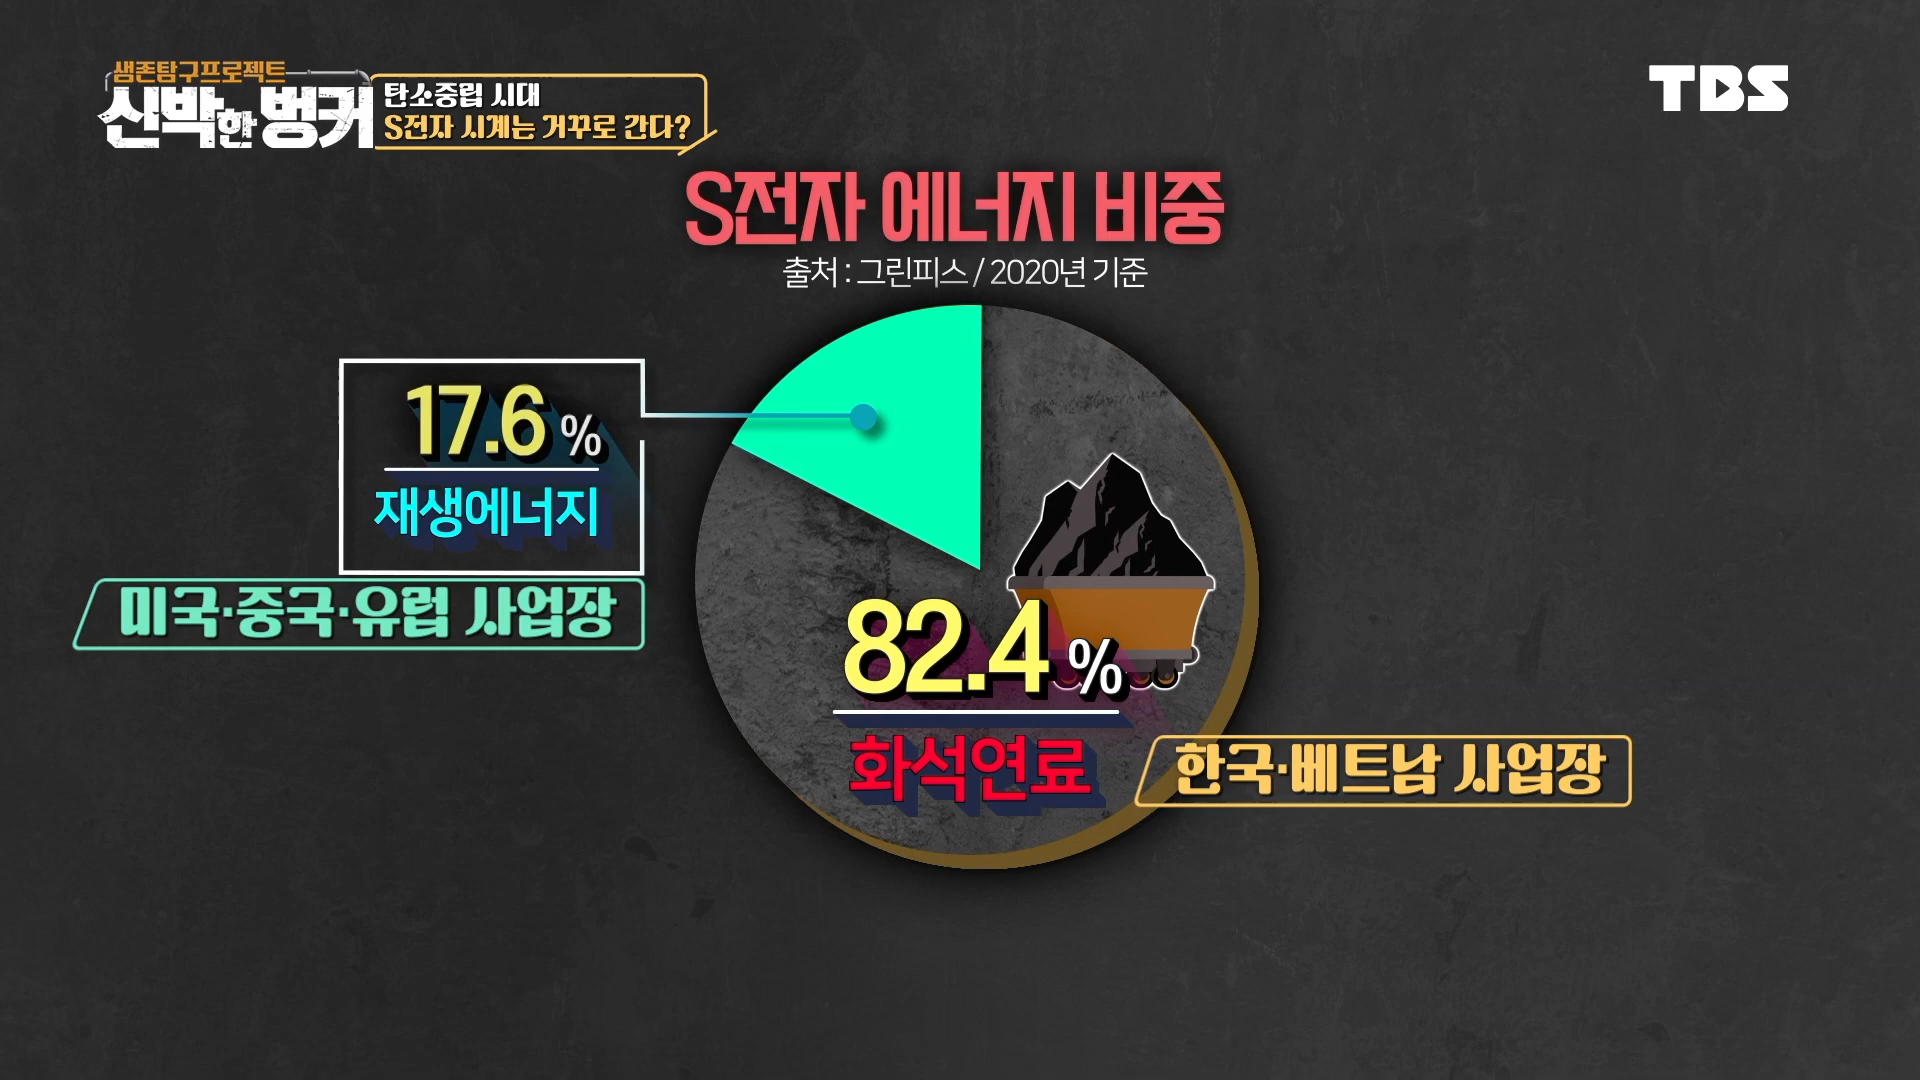 생존탐구프로젝트
신박한 벙커
탄소중립 시대
S전자 시계는 거꾸로 간다?
TBS
S전자 에너지 비중
출처 : 그린피스 / 2020년 기준
17.6 %
재생에너지
미국·중국·유럽 사업장
82.4 %
화석연료
한국·베트남 사업장